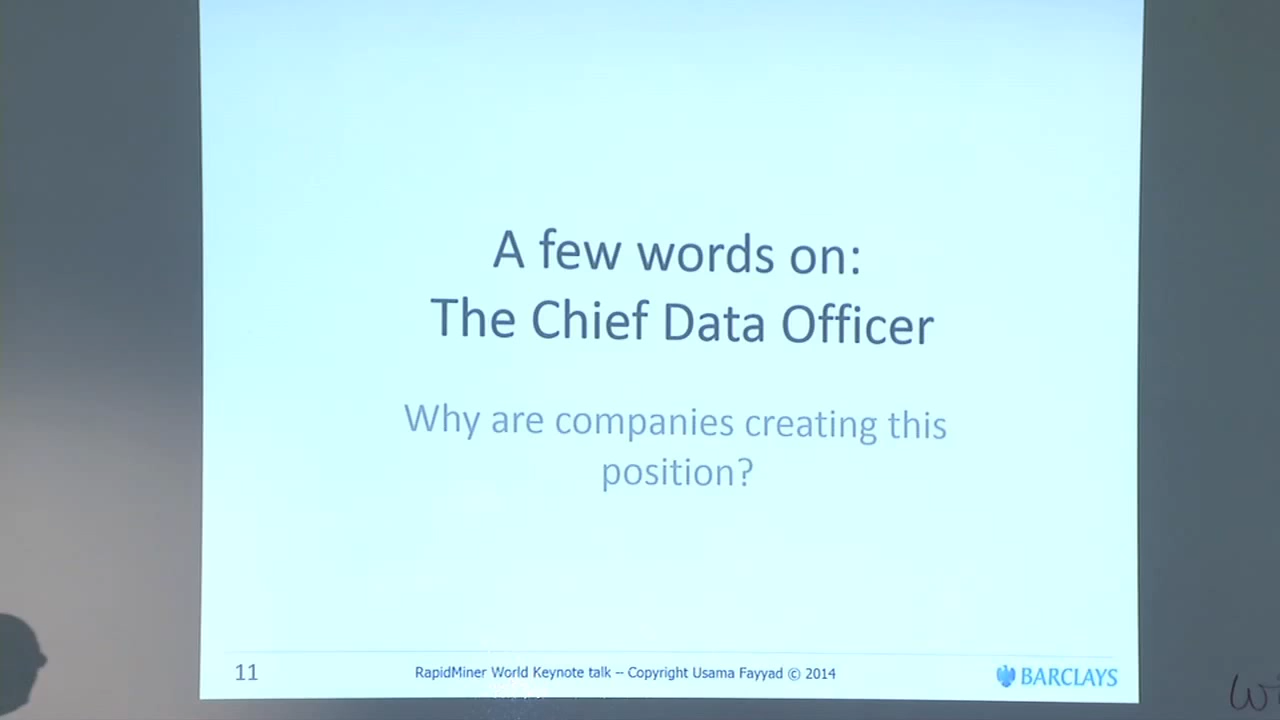 A few words on:
The Chief Data Officer
Why are companies creating this
position?
11
RapidMiner World Keynote talk – Copyright Usama Fayyad © 2014
BARCLAYS